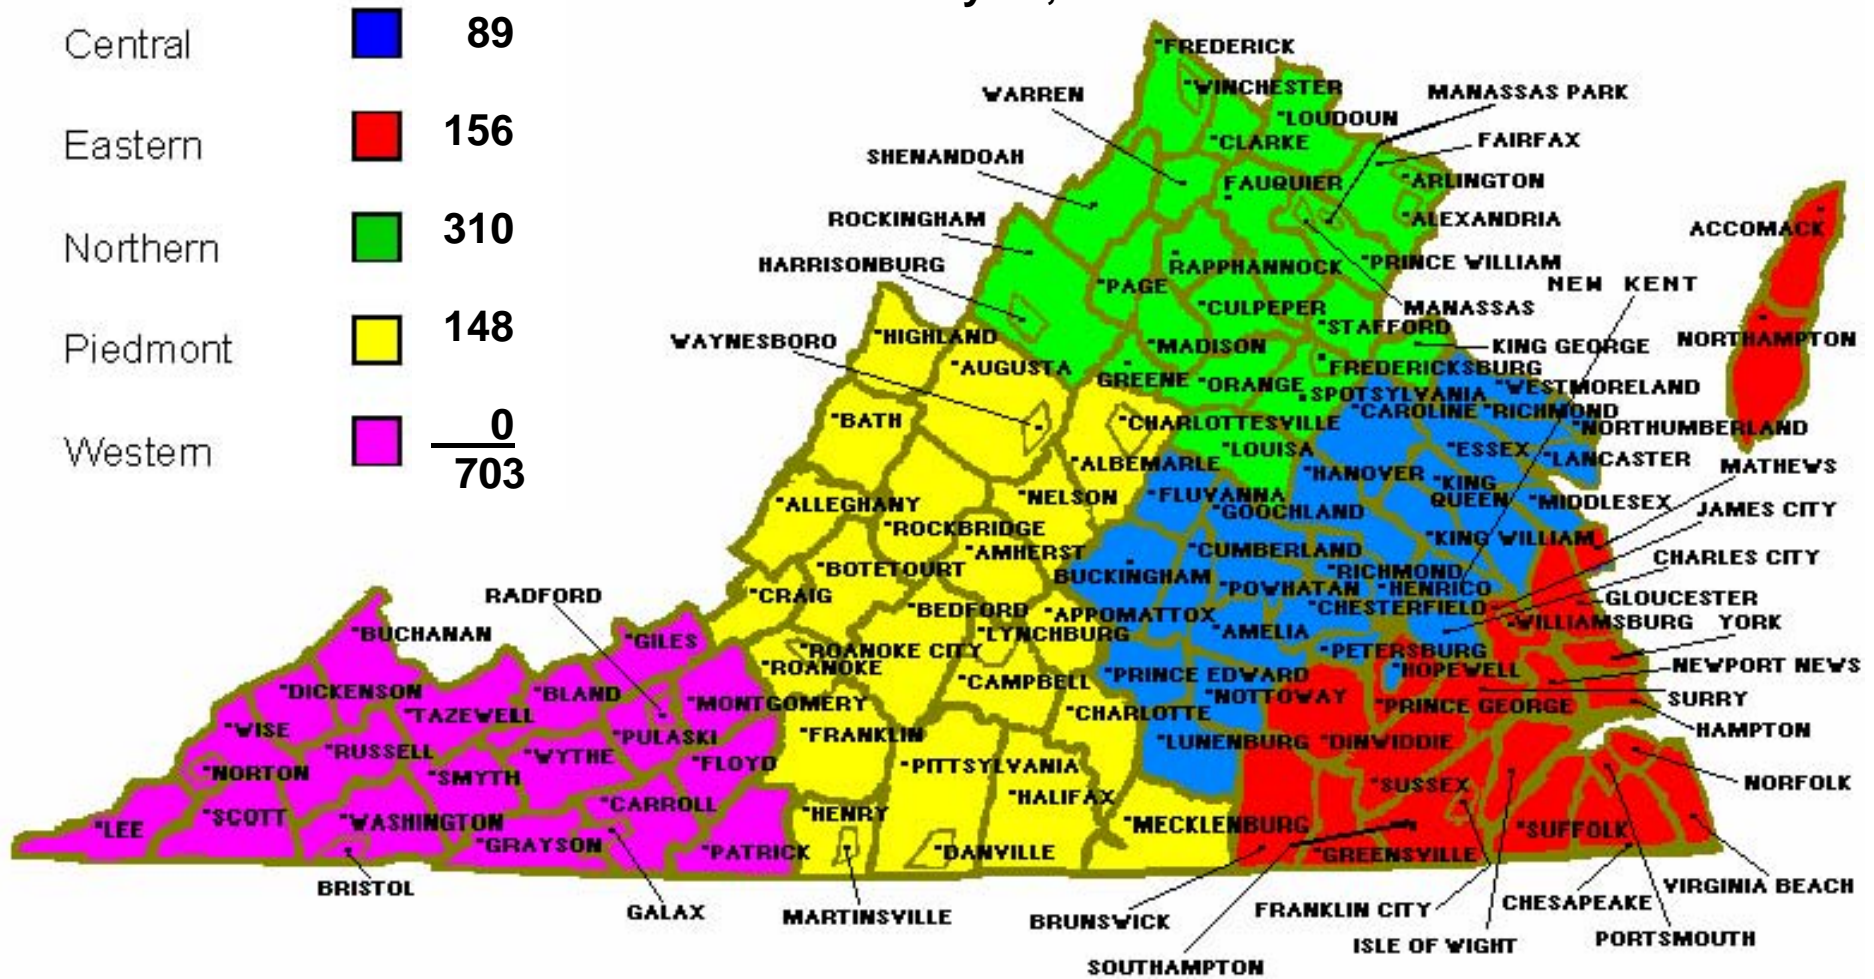 Central 89
Eastern 156
Northern 310
Piedmont 148
Western 0
703
FREDERICK
WINCHESTER
WARREN
MANASSAS PARK
LOUDOUN
CLARKE
FAIRFAX
SHENANDOAH
FAUQUIER
ARLINGTON
ROCKINGHAM
ALEXANDRIA
ACCOMACK
HARRISONBURG
RAPPHANNOCK
PRINCE WILLIAM
PAGE
NEW KENT
CULPEPER
MANASSAS
STAFFORD
HIGHLAND
WAYNESBORO
MADISON
KING GEORGE
NORTHAMPTON
AUGUSTA
GREENE
ORANGE
FREDERICKSBURG
SPOTSYLVANIA
WESTMORELAND
CAROLINE
RICHMOND
BATH
CHARLOTTESVILLE
NORTHUMBERLAND
LOUISA
ESSEX
LANCASTER
ALBEMARLE
MATHEWS
HANOVER
KING
QUEEN
NELSON
FLUVANNA
MIDDLESEX
ALLEGHANY
GOOCHLAND
JAMES CITY
ROCKBRIDGE
KING WILLIAM
AMHERST
CUMBERLAND
CHARLES CITY
BOTETOURT
BUCKINGHAM
RICHMOND
POWHATAN
HENRICO
RADFORD
CRAIG
GLOUCESTER
BEDFORD
APPOMATTOX
CHESTERFIELD
WILLIAMSBURG
YORK
BUCHANAN
GILES
LYNCHBURG
AMELIA
ROANOKE CITY
PETERSBURG
ROANOKE
HOPEWELL
NEWPORT NEWS
PRINCE EDWARD
CAMPBELL
DICKENSON
BLAND
NOTTOWAY
SURRY
MONTGOMERY
PRINCE GEORGE
TAZEWELL
CHARLOTTE
WISE
HAMPTON
FRANKLIN
PULASKI
LUNENBURG
DINWIDDIE
RUSSELL
WYTHE
FLOYD
PITTSYLVANIA
NORTON
SMYTH
SUSSEX
NORFOLK
HALIFAX
CARROLL
SCOTT
HENRY
LEE
WASHINGTON
MECKLENBURG
SUFFOLK
GRAYSON
PATRICK
DANVILLE
GREENSVILLE
BRISTOL
VIRGINIA BEACH
CHESAPEAKE
GALAX
MARTINSVILLE
BRUNSWICK
FRANKLIN CITY
PORTSMOUTH
ISLE OF WIGHT
SOUTHAMPTON